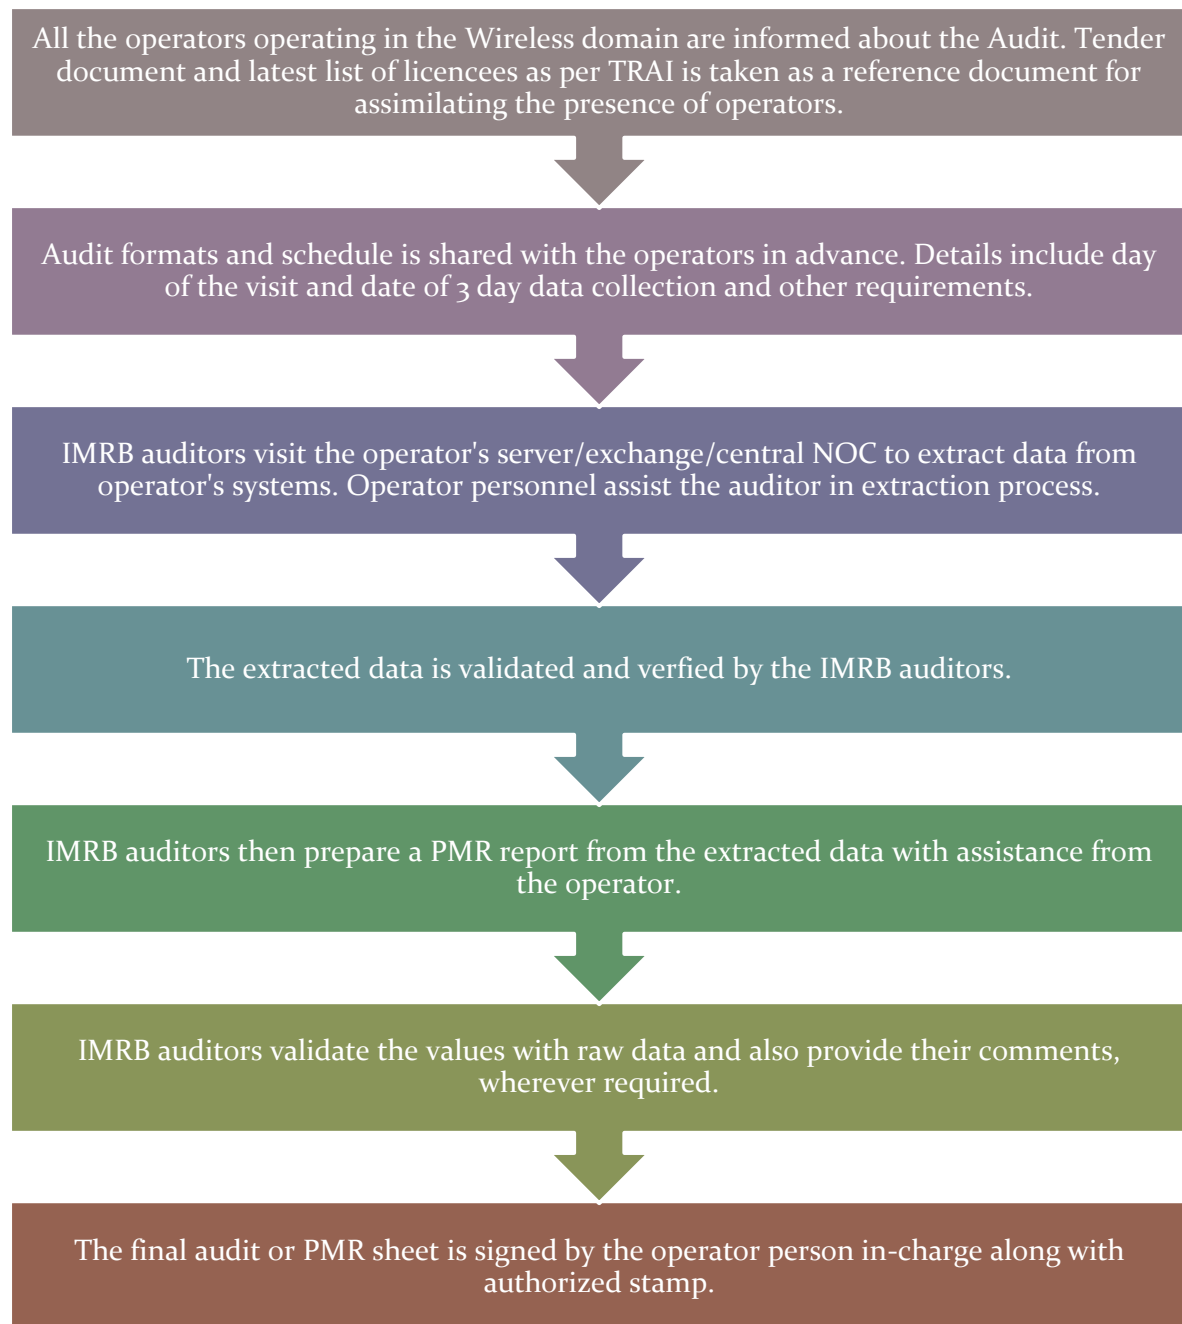 All the operators operating in the Wireless domain are informed about the Audit. Tender
document and latest list of licencees as per TRAI is taken as a reference document for
assimilating the presence of operators.
Audit formats and schedule is shared with the operators in advance. Details include day
of the visit and date of 3 day data collection and other requirements.
IMRB auditors visit the operator's server/exchange/central NOC to extract data from
operator's systems. Operator personnel assist the auditor in extraction process.
The extracted data is validated and verfied by the IMRB auditors.
IMRB auditors then prepare a PMR report from the extracted data with assistance from
the operator.
IMRB auditors validate the values with raw data and also provide their comments,
wherever required.
The final audit or PMR sheet is signed by the operator person in-charge along with
authorized stamp.